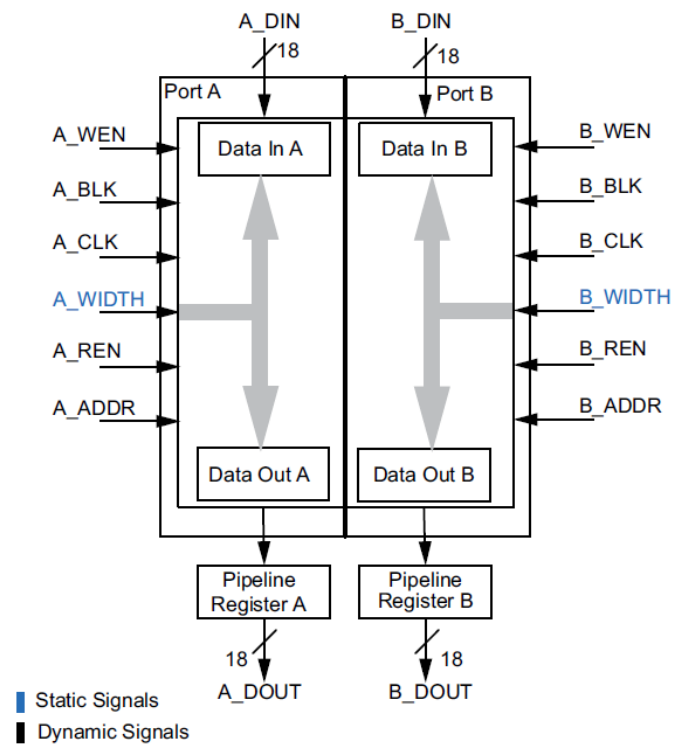 A_DIN
B_DIN
18
18
Port A
Port B
A_WEN
Data In A
Data In B
B_WEN
A_BLK
B_BLK
A_CLK
B_CLK
A_WIDTH
B_WIDTH
A_REN
B_REN
A_ADDR
B_ADDR
Data Out A
Data Out B
Pipeline
Register A
Pipeline
Register B
18
18
A_DOUT
B_DOUT
Static Signals
Dynamic Signals